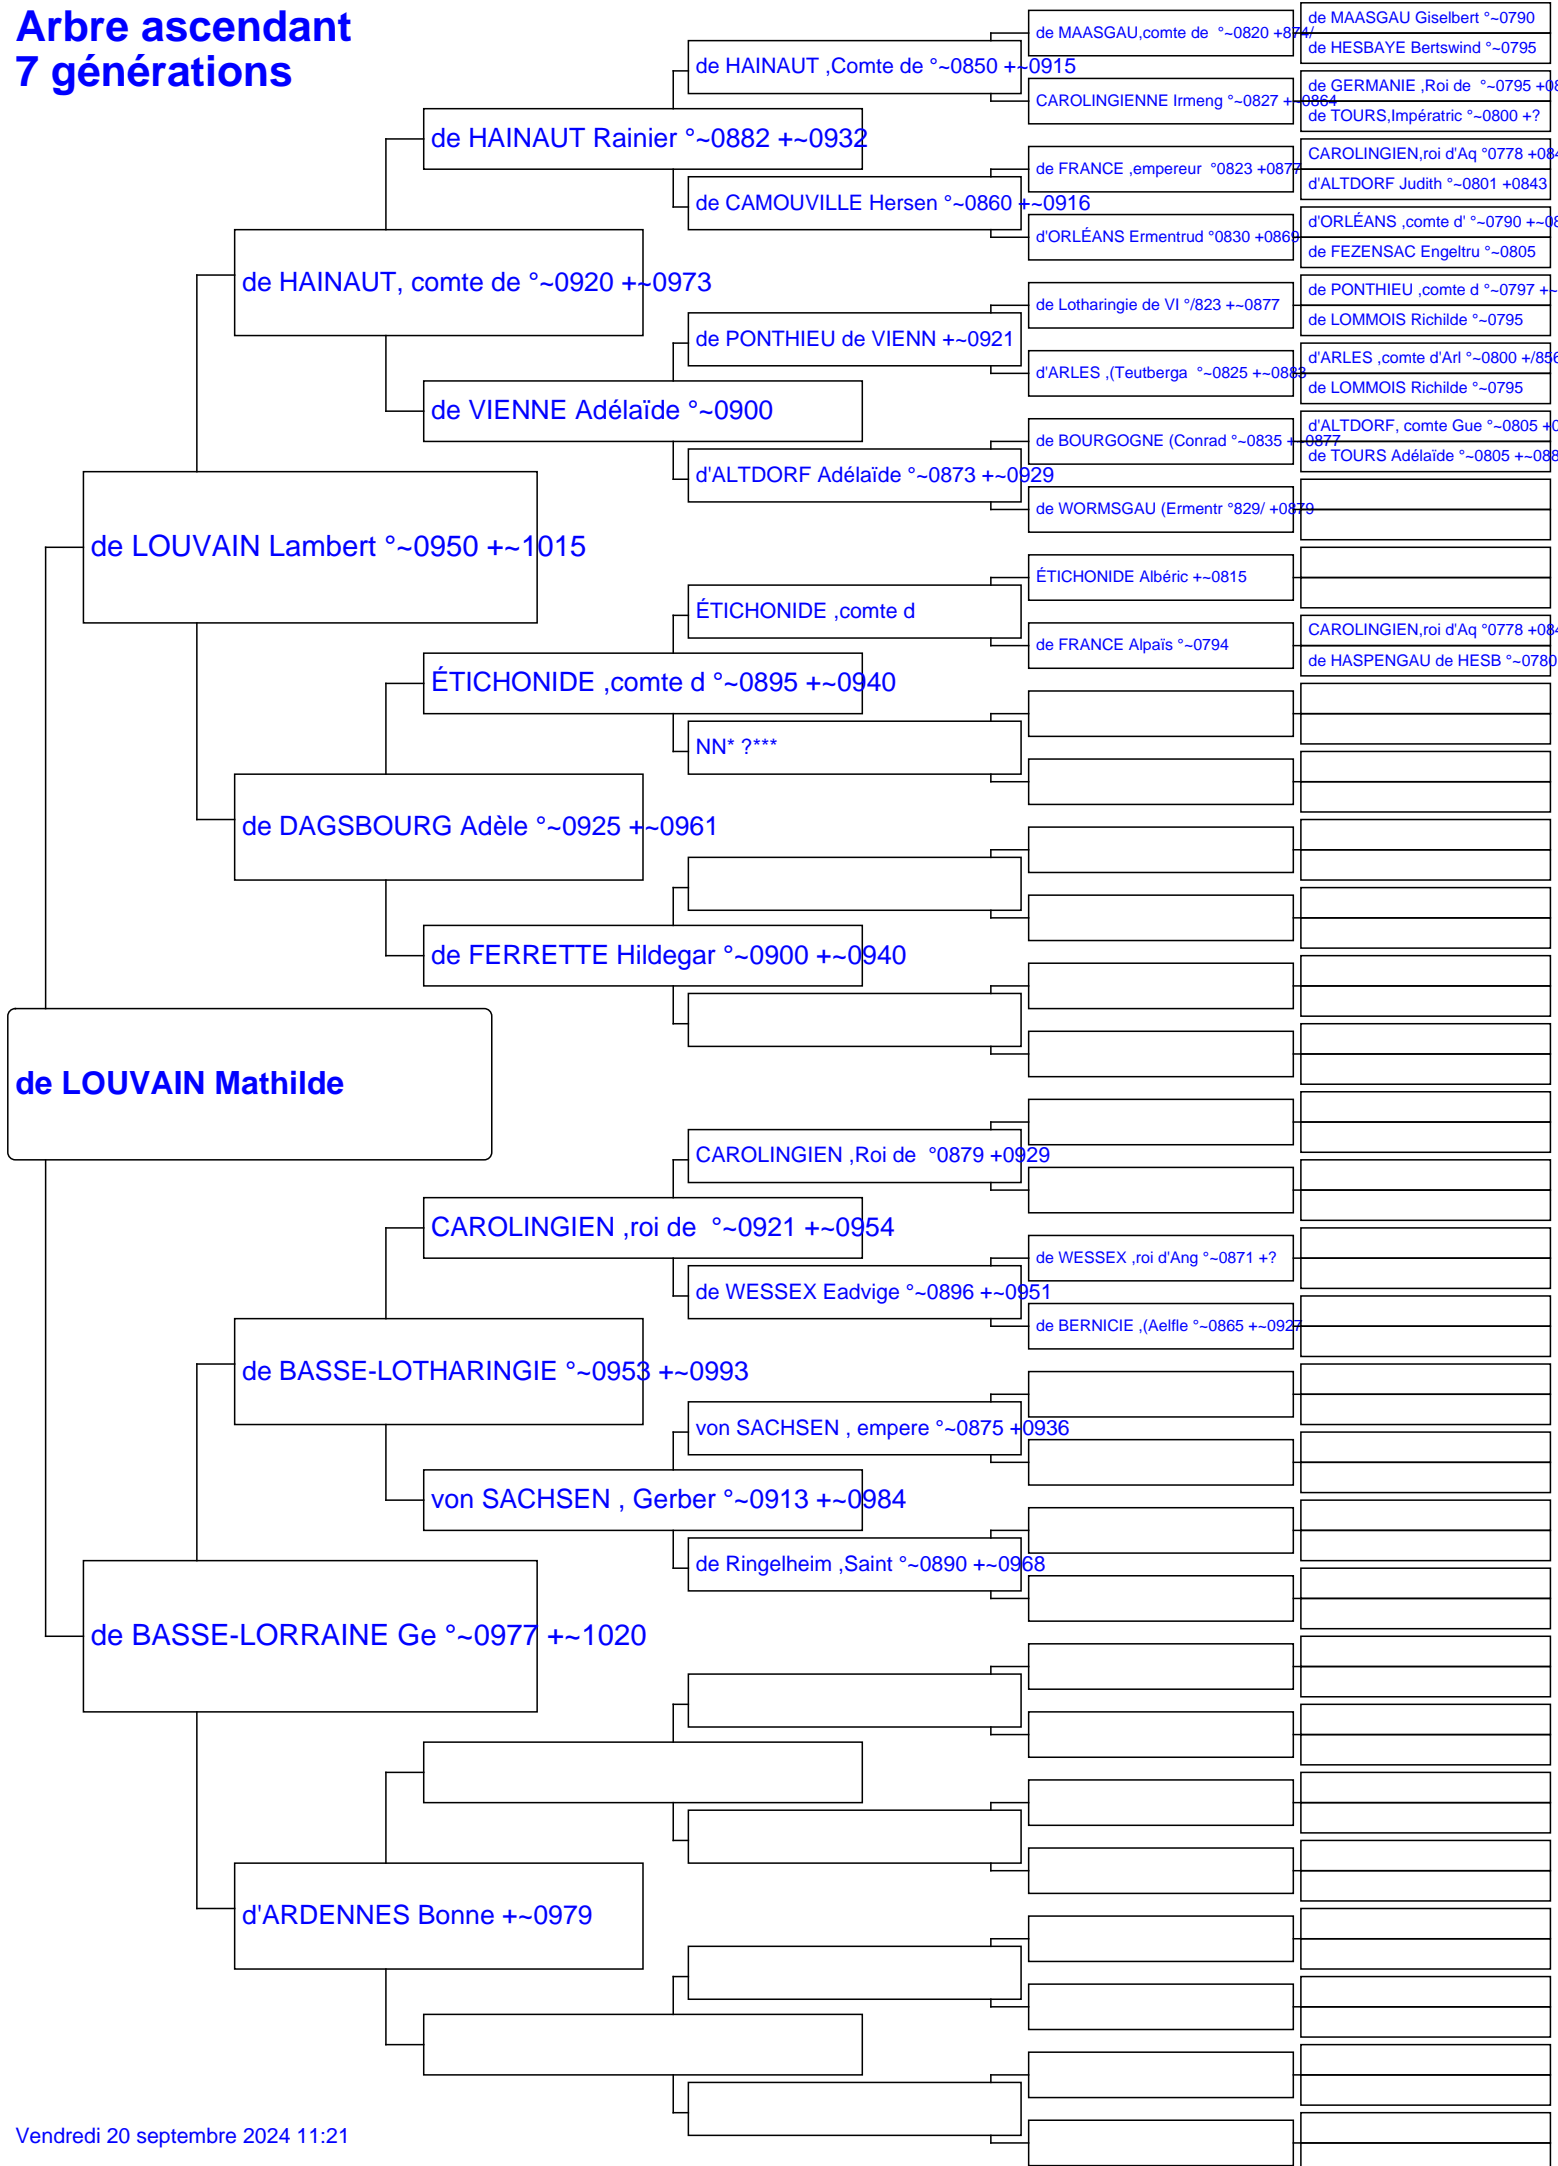 Arbre ascendant
7 générations
de MAASGAU Giselbert °~0790
de MAASGAU,comte de °~0820 +874/
de HESBAYE Bertswind °~0795
de HAINAUT ,Comte de °~0850 +~0915
de GERMANIE ,Roi de °~0795 +08
CAROLINGIENNE Irmeng °~0827 +~0864
de TOURS,Impératric °~0800 +?
de HAINAUT Rainier °~0882 +~0932
CAROLINGIEN,roi d'Aq °0778 +084
de FRANCE ,empereur °0823 +0877
d'ALTDORF Judith °~0801 +0843
de CAMOUVILLE Hersen °~0860 +~0916
d'ORLÉANS ,comte d' °~0790 +~08
d'ORLÉANS Ermentrud °0830 +0869
de FEZENSAC Engeltru °~0805
de HAINAUT, comte de °~0920 +~0973
de PONTHIEU ,comte d °~0797 +~
de Lotharingie de VI °/823 +~0877
de LOMMOIS Richilde °~0795
de PONTHIEU de VIENN +~0921
d'ARLES ,comte d'Arl °~0800 +/856
d'ARLES ,(Teutberga °~0825 +~0883
de LOMMOIS Richilde °~0795
de VIENNE Adélaïde °~0900
d'ALTDORF, comte Gue °~0805 +0
de BOURGOGNE (Conrad °~0835 +~0877
de TOURS Adélaïde °~0805 +~088
d'ALTDORF Adélaïde °~0873 +~0929
de WORMSGAU (Ermentr °829/ +0879
de LOUVAIN Lambert °~0950 +~1015
ÉTICHONIDE Albéric +~0815
ÉTICHONIDE ,comte d
CAROLINGIEN,roi d'Aq °0778 +084
de FRANCE Alpaïs °~0794
de HASPENGAU de HESB °~0780
ÉTICHONIDE ,comte d °~0895 +~0940
NN* ?***
de DAGSBOURG Adèle °~0925 +~0961
de FERRETTE Hildegar °~0900 +~0940
de LOUVAIN Mathilde
CAROLINGIEN ,Roi de °0879 +0929
CAROLINGIEN ,roi de °~0921 +~0954
de WESSEX ,roi d'Ang °~0871 +?
de WESSEX Eadvige °~0896 +~0951
de BERNICIE ,(Aelfle °~0865 +~0927
de BASSE-LOTHARINGIE °~0953 +~0993
von SACHSEN , empere °~0875 +0936
von SACHSEN , Gerber °~0913 +~0984
de Ringelheim ,Saint °~0890 +~0968
de BASSE-LORRAINE Ge °~0977 +~1020
d'ARDENNES Bonne +~0979
Vendredi 20 septembre 2024 11:21